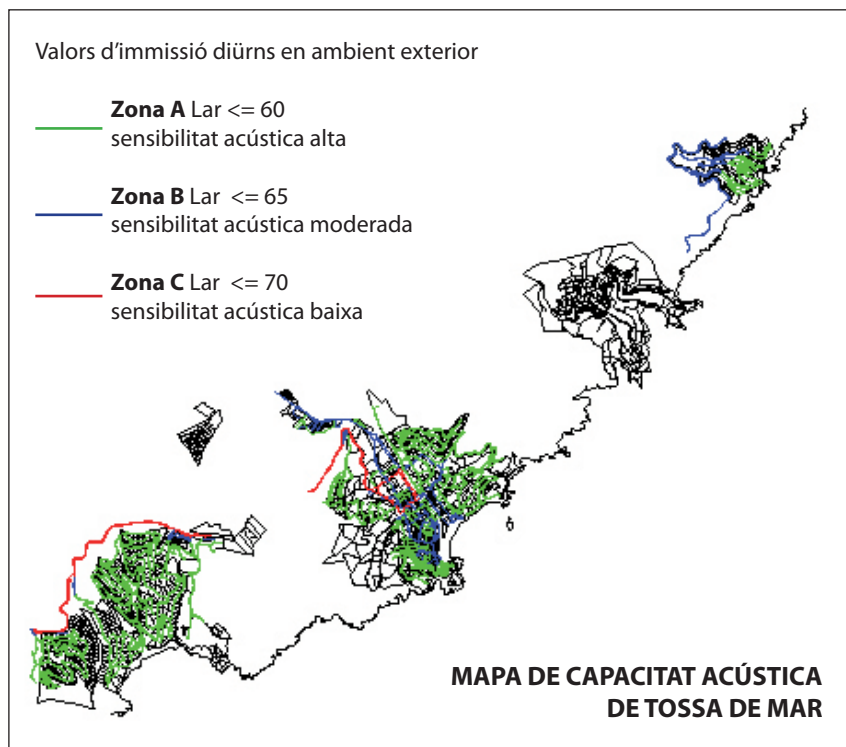 Valors d’immissió diürns en ambient exterior
Zona A Lar <= 60
sensibilitat acústica alta
Zona B Lar <= 65
sensibilitat acústica moderada
Zona C Lar <= 70
sensibilitat acústica baixa
MAPA DE CAPACITAT ACÚSTICA
DE TOSSA DE MAR